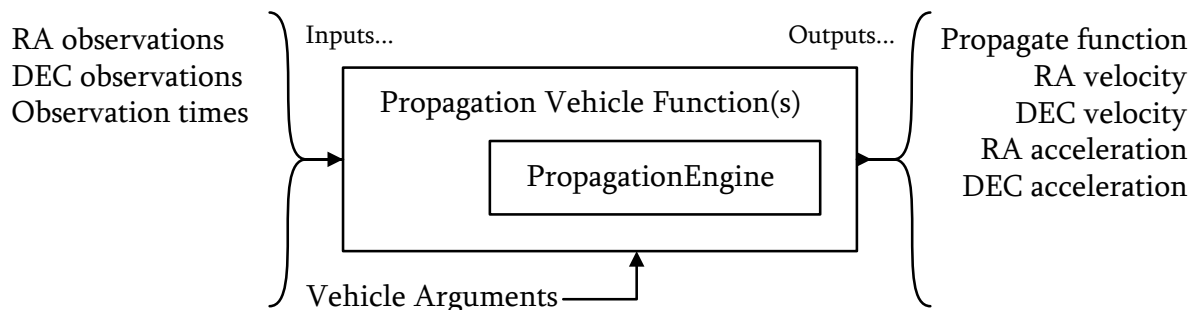 RA observations
DEC observations
Observation times
Inputs...
Outputs...
Propagation Vehicle Function(s)
PropagationEngine
Vehicle Arguments
Propagate function
RA velocity
DEC velocity
RA acceleration
DEC acceleration